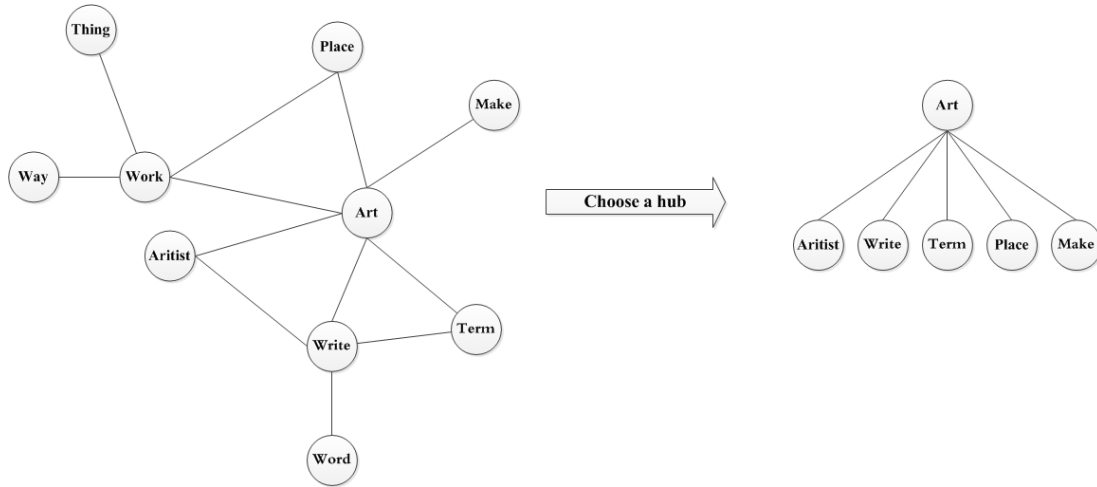 Thing
Place
Make
Way
Work
Art
Aritist
Write
Term
Word
Choose a hub
Art
Aritist
Write
Term
Place
Make